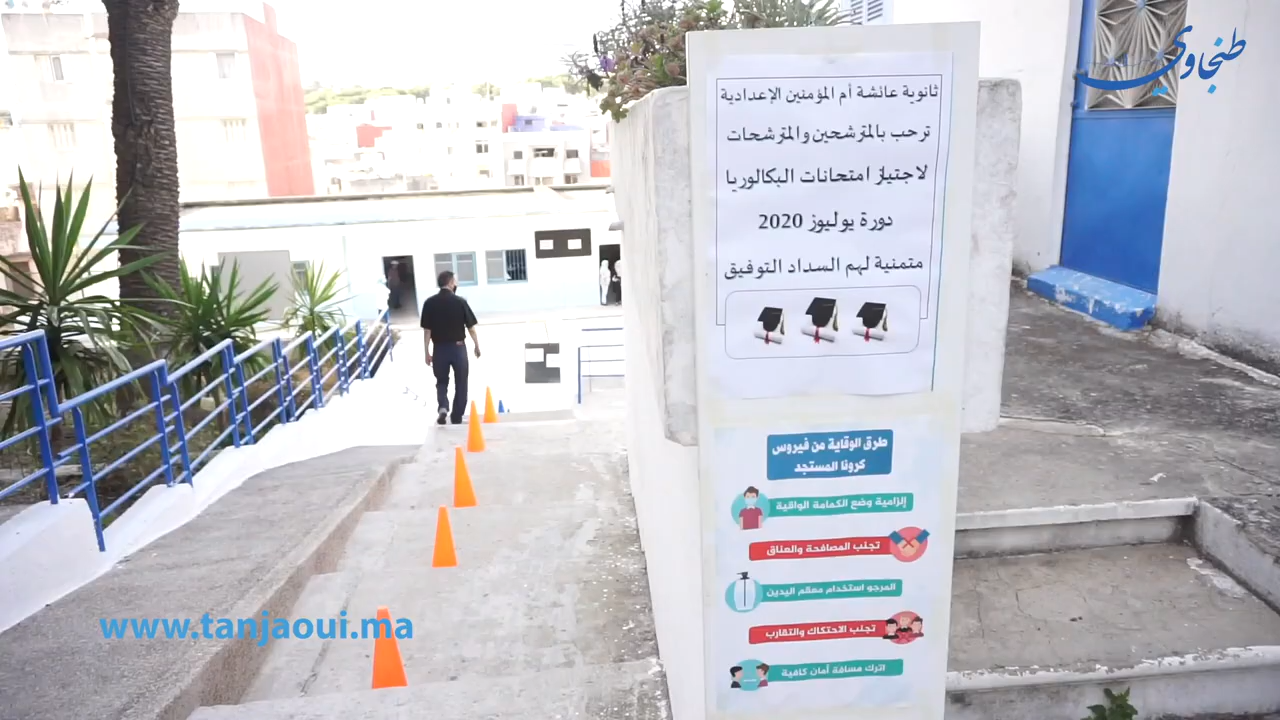 طنجاوي
ثانوية عائشة أم المؤمنين الإعدادية
ترحب بالمترشحين والمترشحات
لاجتياز امتحانات البكالوريا
دورة يوليوز 2020
متمنية لهم السداد التوفيق
طرق الوقاية من فيروس
كرونا المستجد
إلزامية وضع الكمامة الواقية
تجنب المصافحة والعناق
المرجو استخدام معقم اليدين
تجنب الاحتكاك والتقارب
اترك مسافة أمان كافية
www.tanjaoui.ma